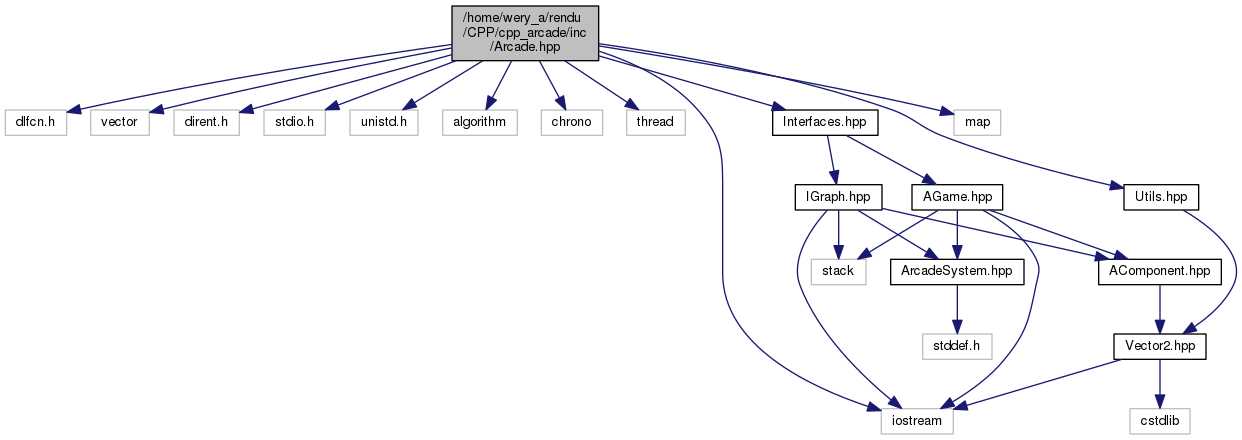 /home/wery_a/rendu
/CPP/cpp_arcade/inc
/Arcade.hpp
dlfcn.h
vector
dirent.h
stdio.h
unistd.h
algorithm
chrono
thread
Interfaces.hpp
map
IGraph.hpp
AGame.hpp
Utils.hpp
stack
ArcadeSystem.hpp
AComponent.hpp
stddef.h
Vector2.hpp
iostream
cstdlib